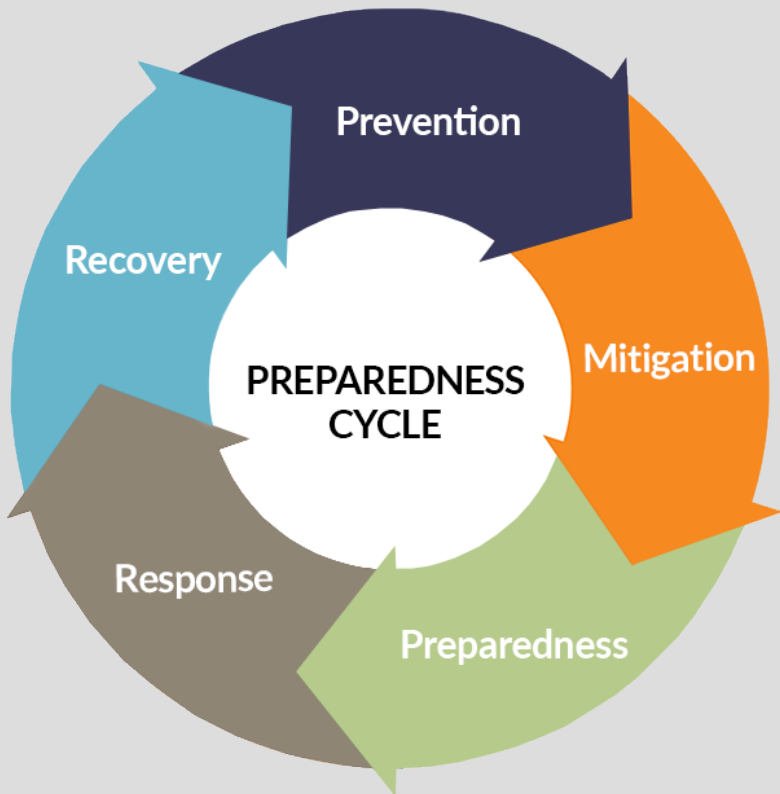 Prevention
Mitigation
Preparedness
Response
Recovery
PREPAREDNESS
CYCLE